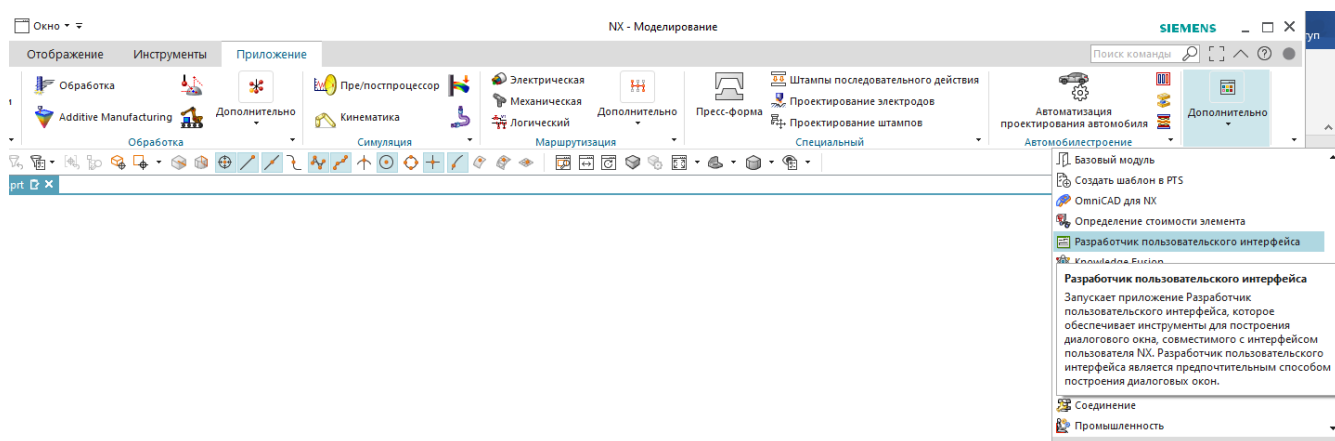 Окно
NX - Моделирование
SIEMENS
туп
Отображение Инструменты Приложение
Поиск команды
Обработка
Additive Manufacturing
Дополнительно
Обработка
Пре/постпроцессор
Кинематика
Симуляция
Электрическая
Механическая
Логический
Дополнительно
Маршрутизация
Пресс-форма
Штампы последовательного действия
Проектирование электродов
Проектирование штампов
Специальный
Автоматизация
проектирования автомобиля
Автомобилестроение
Дополнительно
prt
Базовый модуль
Создать шаблон в PTS
OmniCAD для NX
Определение стоимости элемента
Разработчик пользовательского интерфейса
Knowledge Fusion
Разработчик пользовательского интерфейса
Запускает приложение Разработчик
пользовательского интерфейса, которое
обеспечивает инструменты для построения
диалогового окна, совместимого с интерфейсом
пользователя NX. Разработчик пользовательского
интерфейса является предпочтительным способом
построения диалоговых окон.
Соединение
Промышленность